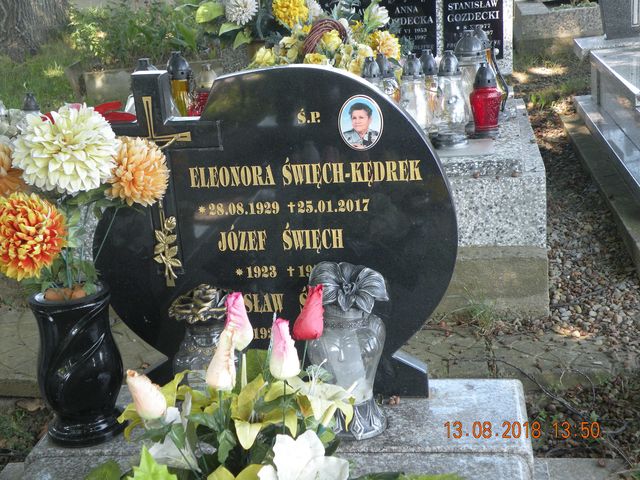 ANNA
STANISŁAW
GOZDECKI
Ś.P.
ELEONORA ŚWIĘCH-KĘDREK
*28.08.1929 †25.01.2017
JÓZEF ŚWIĘCH
*1923 †
13.08.2018 13:50